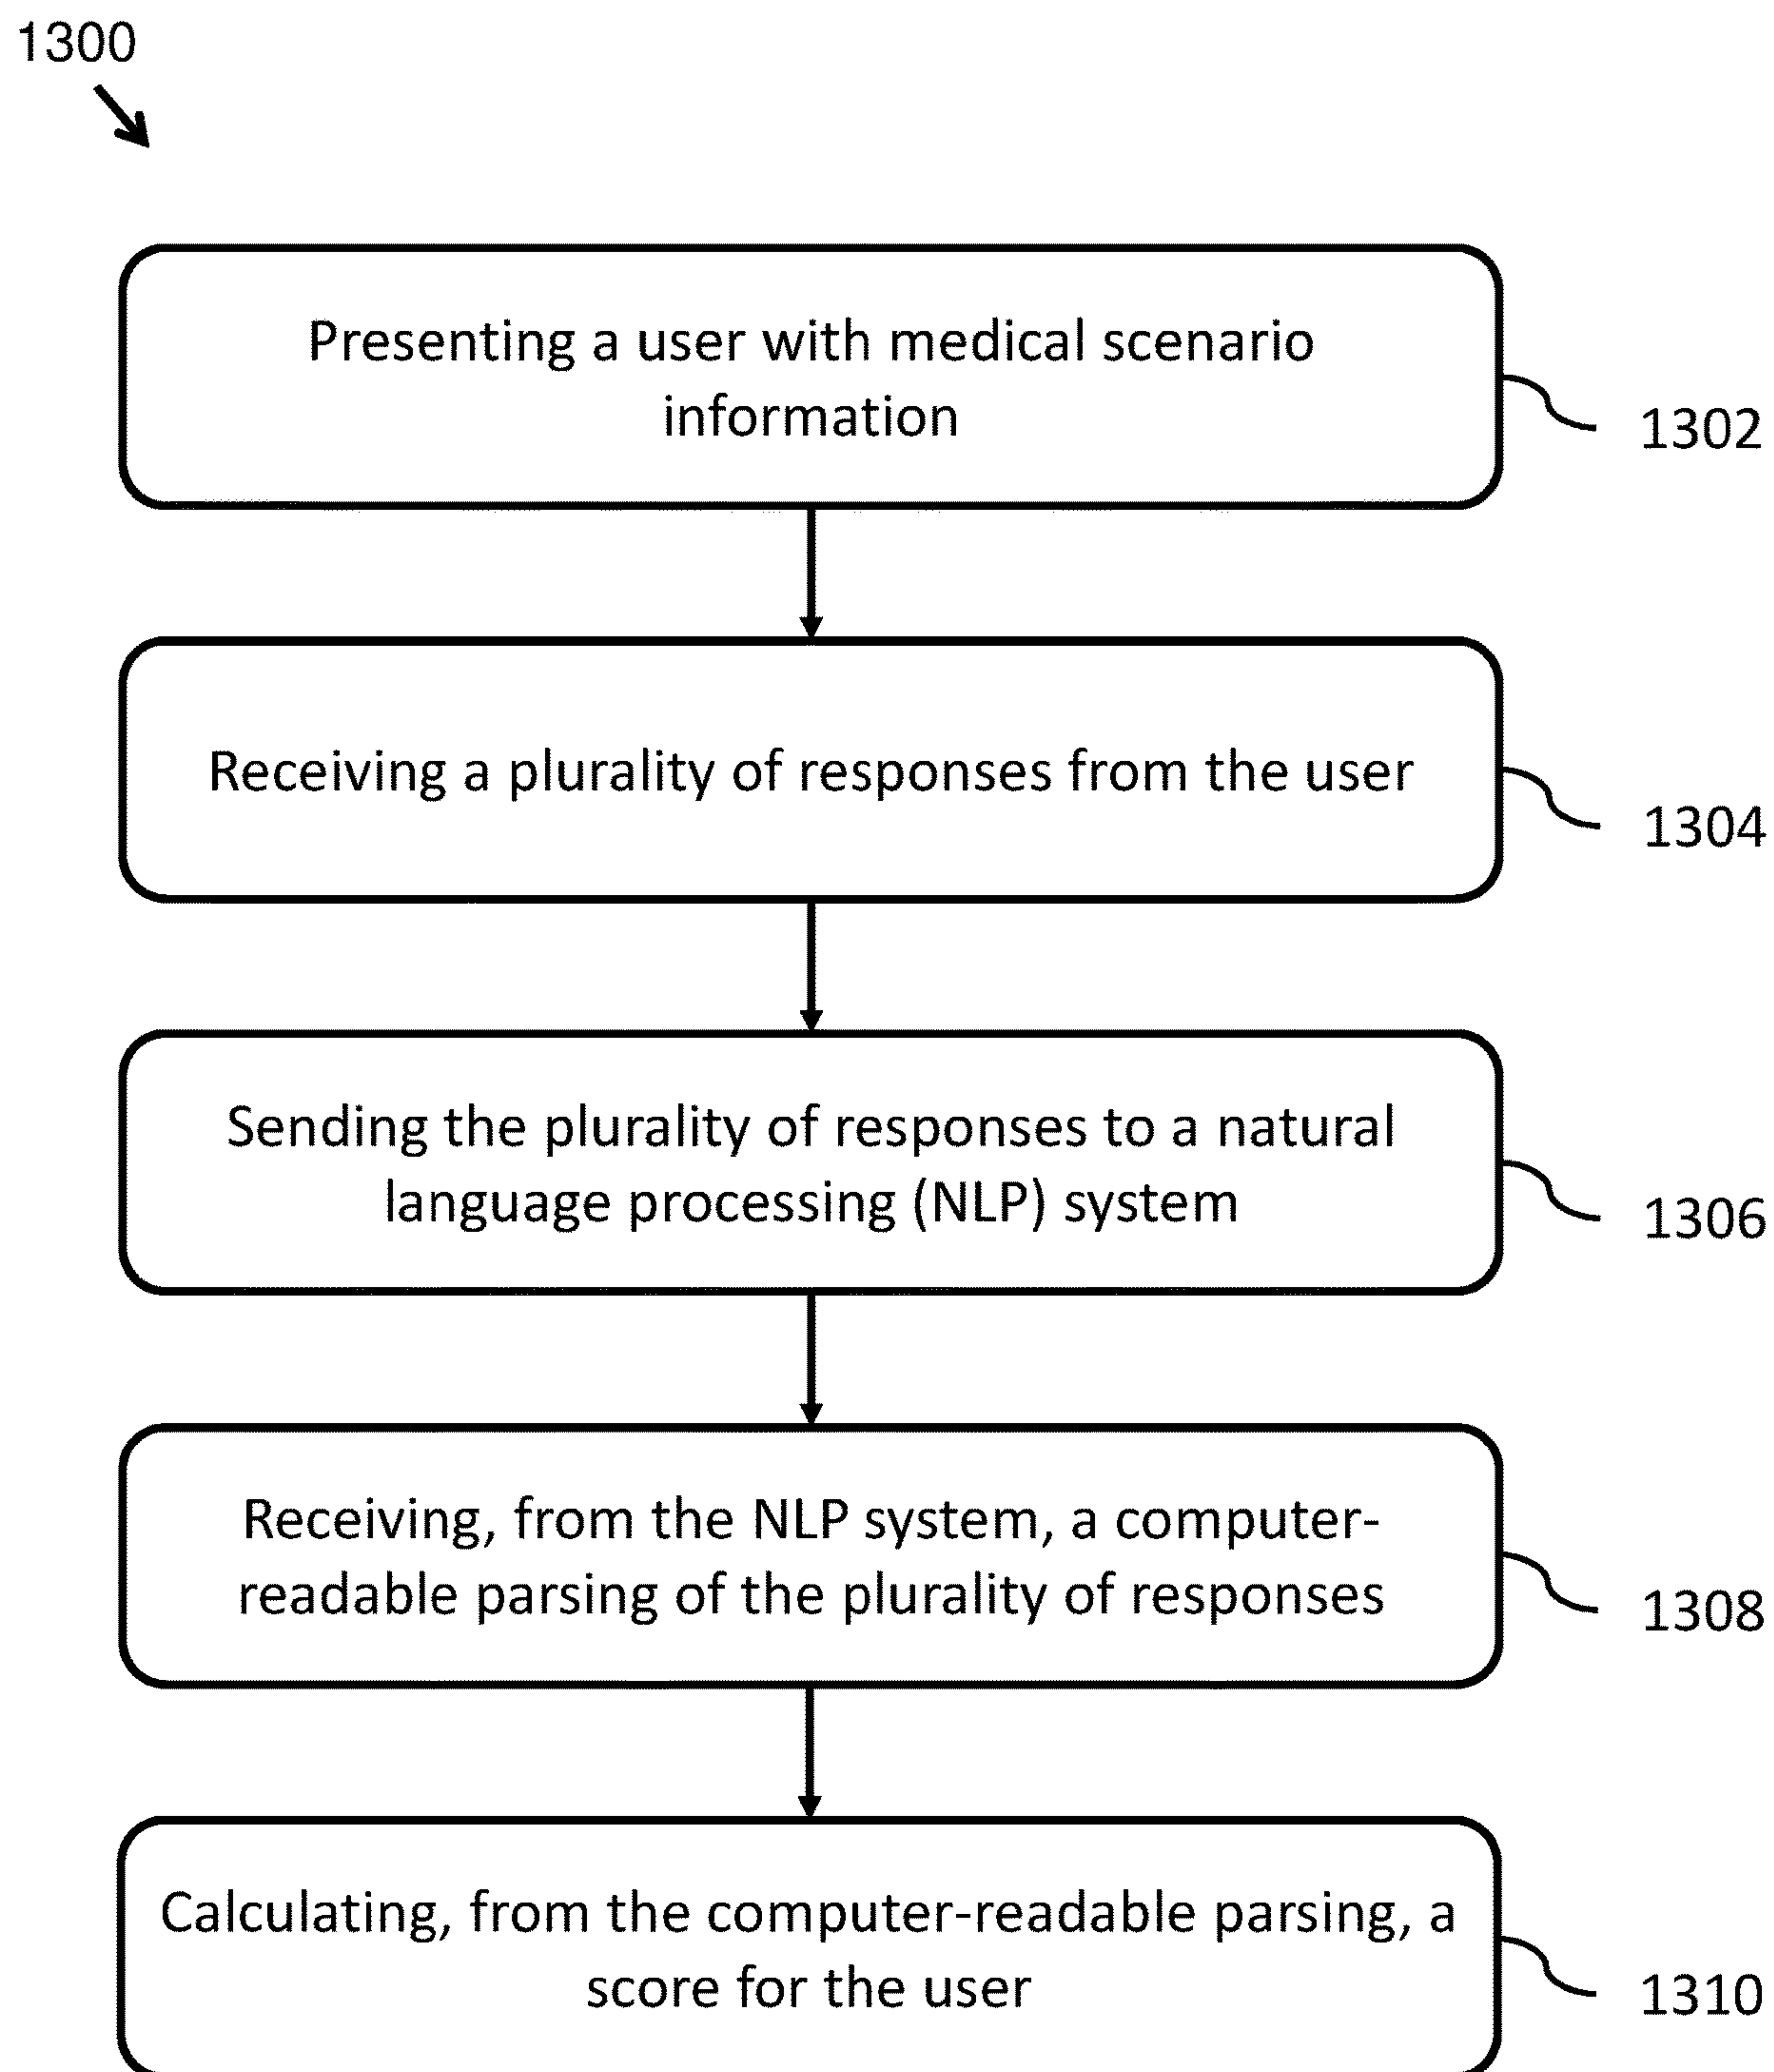 1300
Presenting a user with medical scenario
information
1302
Receiving a plurality of responses from the user
1304
Sending the plurality of responses to a natural
language processing (NLP) system
1306
Receiving, from the NLP system, a computer-
readable parsing of the plurality of responses
1308
Calculating, from the computer-readable parsing, a
score for the user
1310